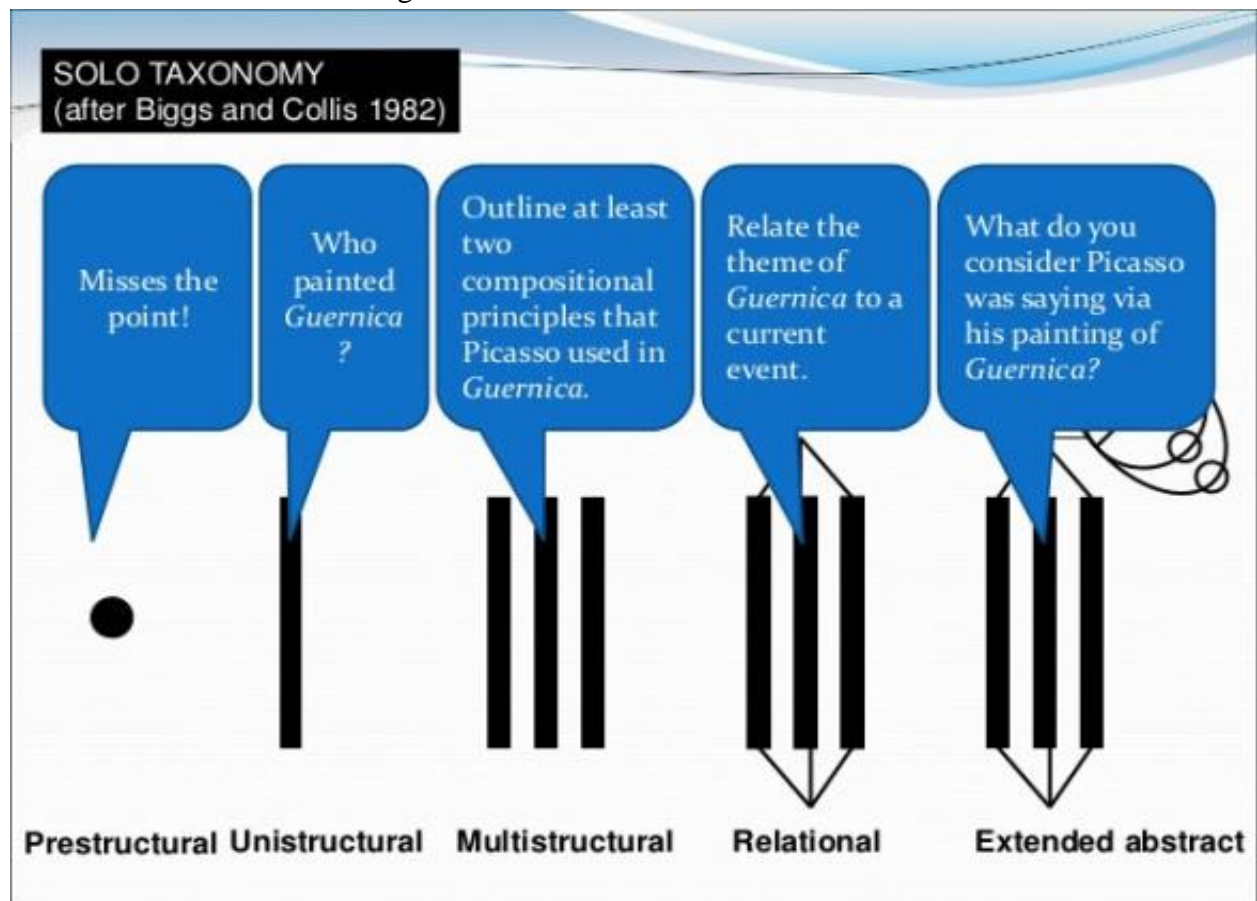 SOLO TAXONOMY
(after Biggs and Collis 1982)
Misses the
point!
Who
painted
Guernica
?
Outline at least
two
compositional
principles that
Picasso used in
Guernica.
Relate the
theme of
Guernica to a
current
event.
What do you
consider Picasso
was saying via
his painting of
Guernica?
Prestructural
Unistructural
Multistructural
Relational
Extended abstract